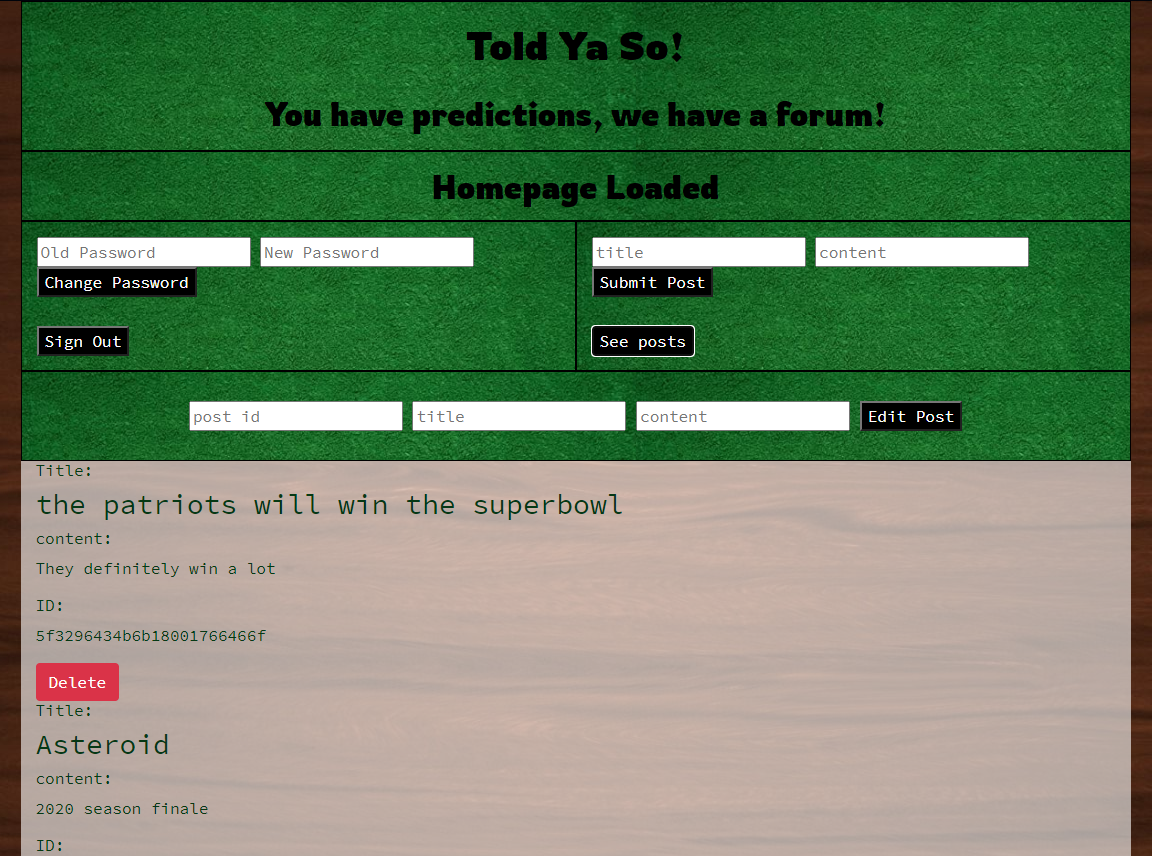 Told Ya So!
You have predictions, we have a forum!
Homepage Loaded
Old Password New Password
Change Password
Sign Out
title content
Submit Post
See posts
post id title content Edit Post
Title:
the patriots will win the superbowl
content:
They definitely win a lot
ID:
5f3296434b6b18001766466f
Delete
Title:
Asteroid
content:
2020 season finale
ID: